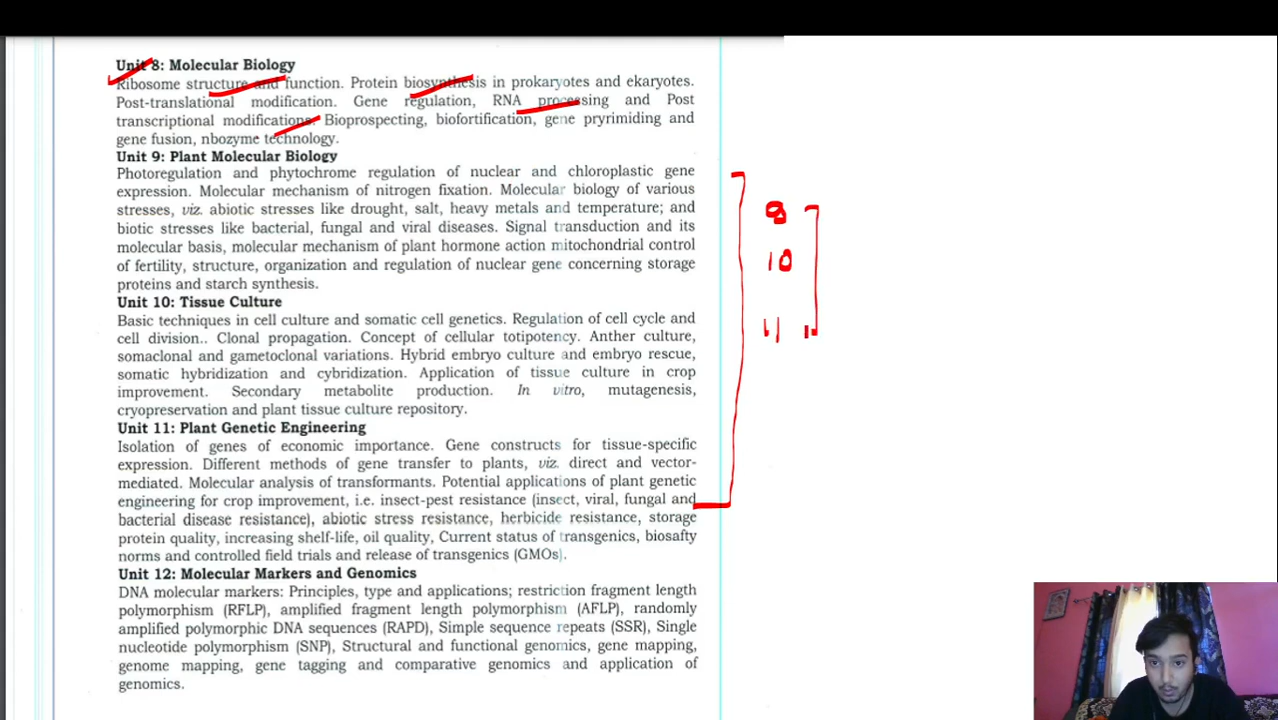 Unit 8: Molecular Biology
Ribosome structure and function. Protein biosynthesis in prokaryotes and ekaryotes.
Post-translational modification. Gene regulation, RNA processing and Post
transcriptional modifications. Bioprospecting, biofortification, gene pryrimiding and
gene fusion, nbozyme technology.
Unit 9: Plant Molecular Biology
Photoregulation and phytochrome regulation of nuclear and chloroplastic gene
expression. Molecular mechanism of nitrogen fixation. Molecular biology of various
stresses, viz. abiotic stresses like drought, salt, heavy metals and temperature; and
biotic stresses like bacterial, fungal and viral diseases. Signal transduction and its
molecular basis, molecular mechanism of plant hormone action mitochondrial control
of fertility, structure, organization and regulation of nuclear gene concerning storage
proteins and starch synthesis.
Unit 10: Tissue Culture
Basic techniques in cell culture and somatic cell genetics. Regulation of cell cycle and
cell division.. Clonal propagation. Concept of cellular totipotency. Anther culture,
somaclonal and gametoclonal variations. Hybrid embryo culture and embryo rescue,
somatic hybridization and cybridization. Application of tissue culture in crop
improvement. Secondary metabolite production. In vitro, mutagenesis,
cryopreservation and plant tissue culture repository.
Unit 11: Plant Genetic Engineering
Isolation of genes of economic importance. Gene constructs for tissue-specific
expression. Different methods of gene transfer to plants, viz. direct and vector-
mediated. Molecular analysis of transformants. Potential applications of plant genetic
engineering for crop improvement, i.e. insect-pest resistance (insect, viral, fungal and
bacterial disease resistance), abiotic stress resistance, herbicide resistance, storage
protein quality, increasing shelf-life, oil quality, Current status of transgenics, biosafty
norms and controlled field trials and release of transgenics (GMOs).
Unit 12: Molecular Markers and Genomics
DNA molecular markers: Principles, type and applications; restriction fragment length
polymorphism (RFLP), amplified fragment length polymorphism (AFLP), randomly
amplified polymorphic DNA sequences (RAPD), Simple sequence repeats (SSR), Single
nucleotide polymorphism (SNP), Structural and functional genomics, gene mapping,
genome mapping, gene tagging and comparative genomics and application of
genomics.
8
10
11